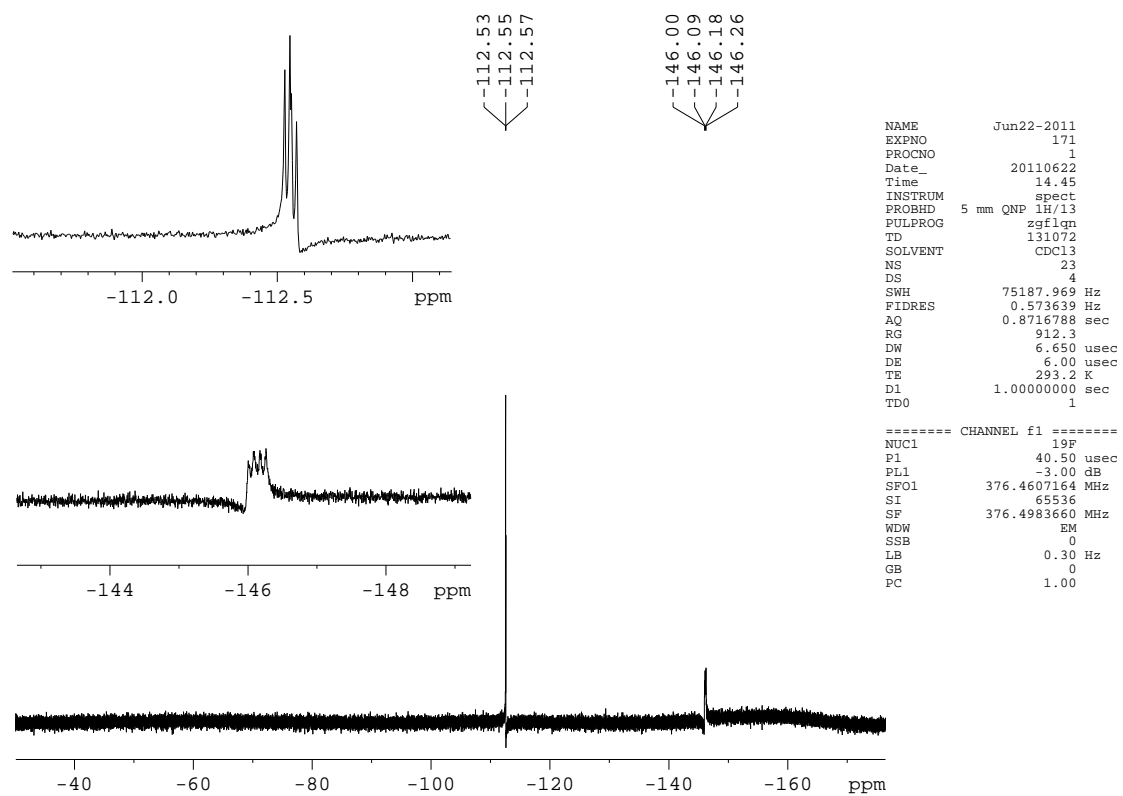 -112.53
-112.55
-112.57
-146.00
-146.09
-146.18
-146.26
-112.0 -112.5 ppm
-144 -146 -148 ppm
-40 -60 -80 -100 -120 -140 -160 ppm
NAME Jun22-2011
EXPNO 171
PROCNO 1
Date_ 20110622
Time 14.45
INSTRUM spect
PROBHD 5 mm QNP 1H/13
PULPROG zgflqn
TD 131072
SOLVENT CDCl3
NS 23
DS 4
SWH 75187.969 Hz
FIDRES 0.573639 Hz
AQ 0.8716788 sec
RG 912.3
DW 6.650 usec
DE 6.00 usec
TE 293.2 K
D1 1.00000000 sec
TD0 1
======== CHANNEL f1 ========
NUC1 19F
P1 40.50 usec
PL1 -3.00 dB
SFO1 376.4607164 MHz
SI 65536
SF 376.4983660 MHz
WDW EM
SSB 0
LB 0.30 Hz
GB 0
PC 1.00